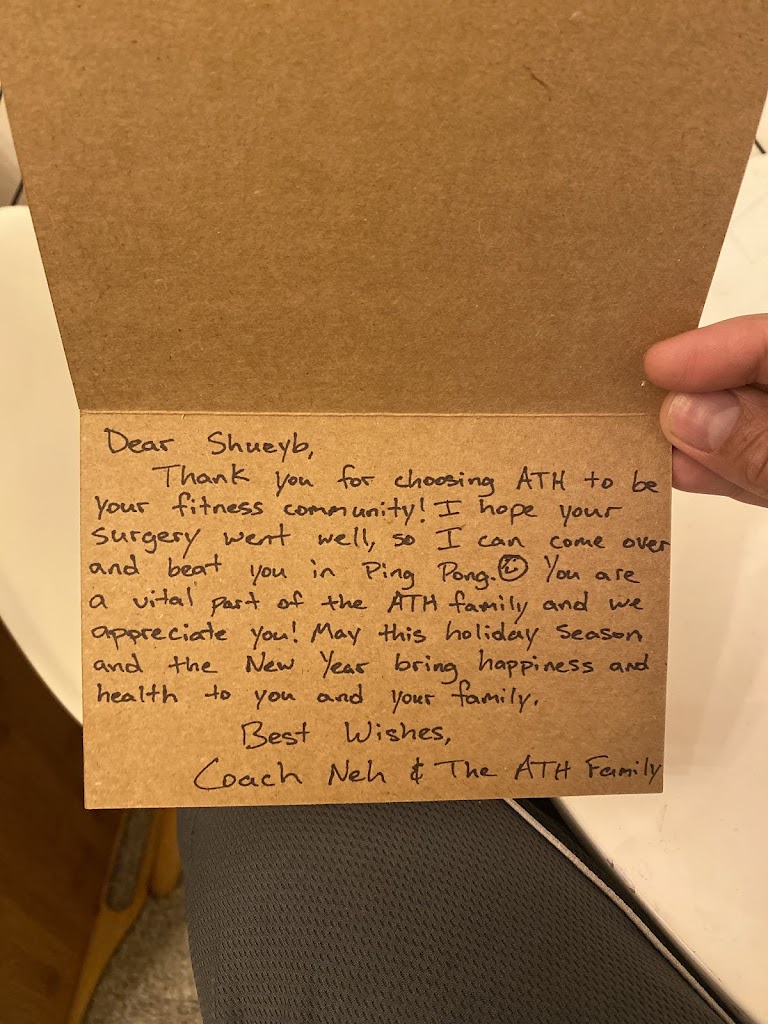 Dear Shueyb,
Thank you for choosing ATH to be
your fitness community! I hope your
surgery went well, so I can come over
and beat you in Ping Pong.☺ You are
a vital part of the ATH family and we
appreciate you! May this holiday season
and the New Year bring happiness and
health to you and your family.
Best Wishes,
Coach Neh & The ATH Family